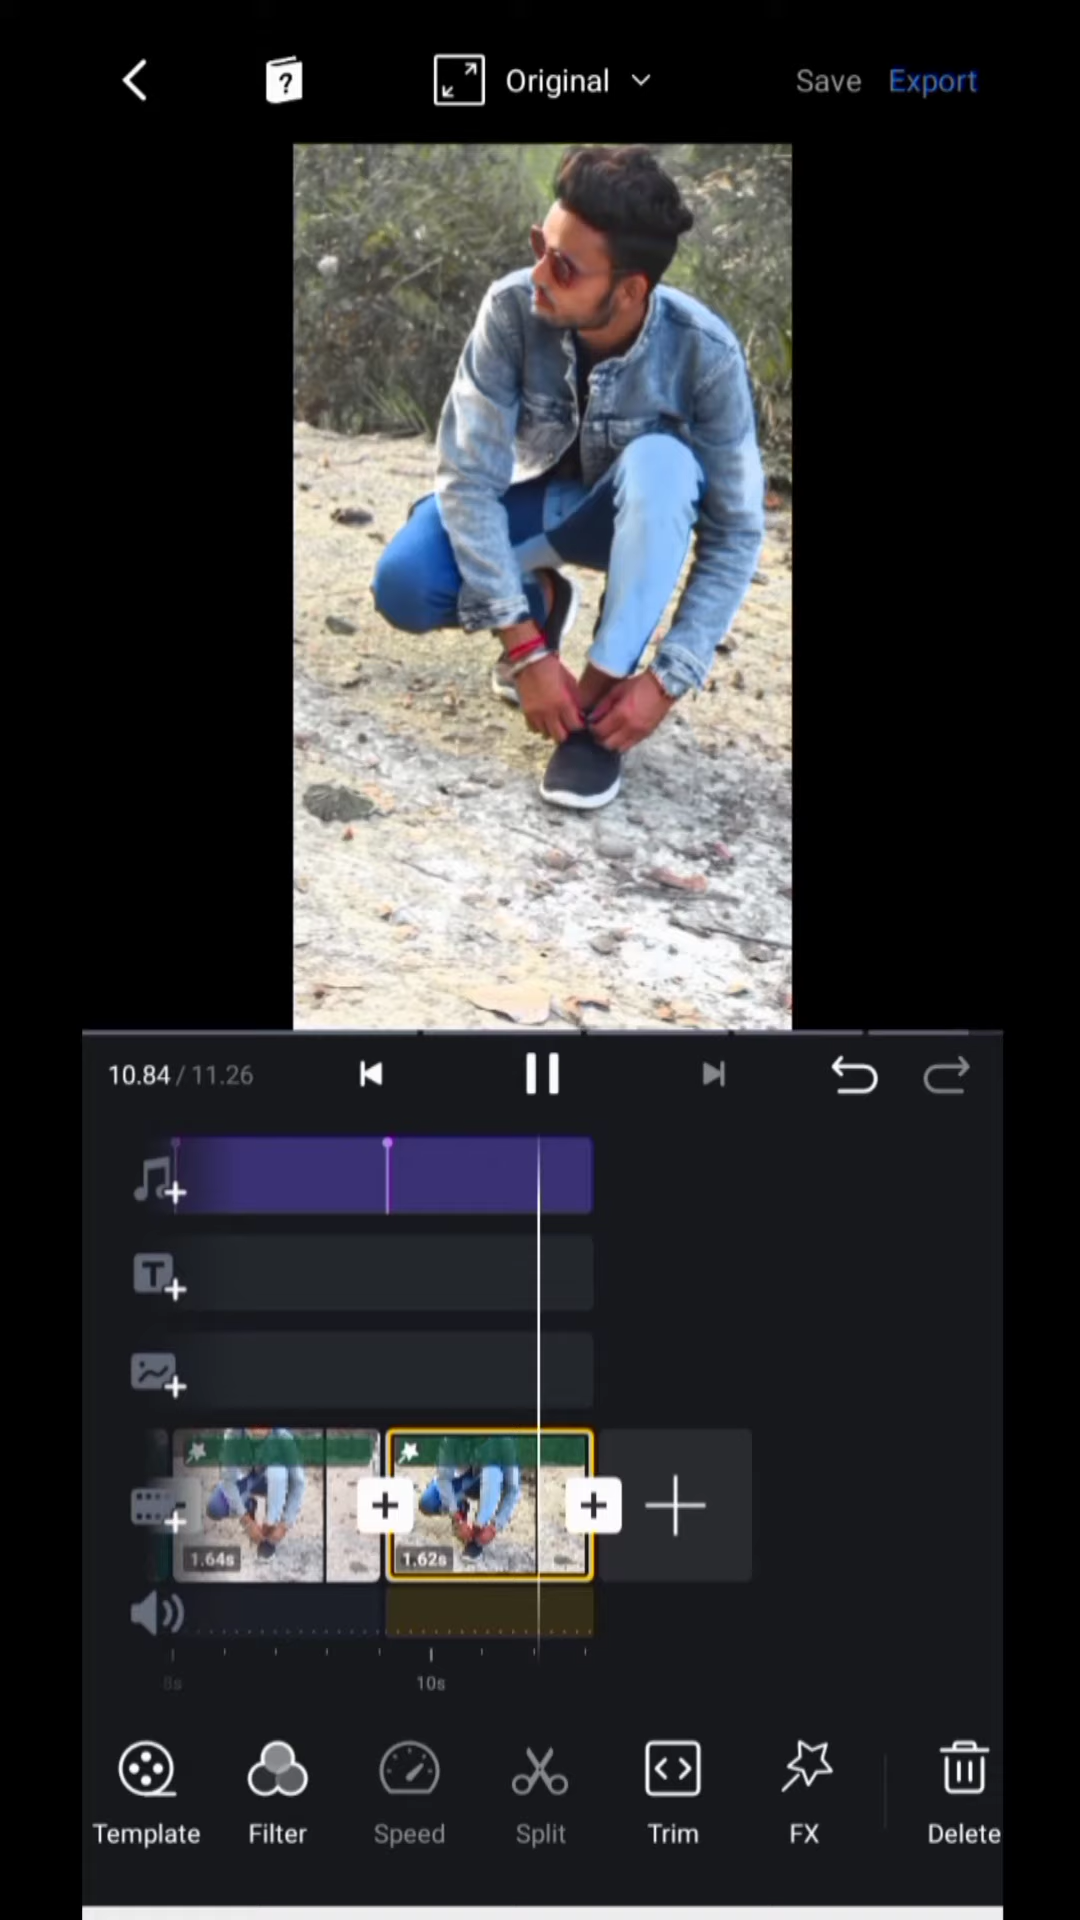 Original
Save Export
10.84 / 11.26
1.64s
1.62s
8s
10s
Template Filter Speed Split Trim FX Delete